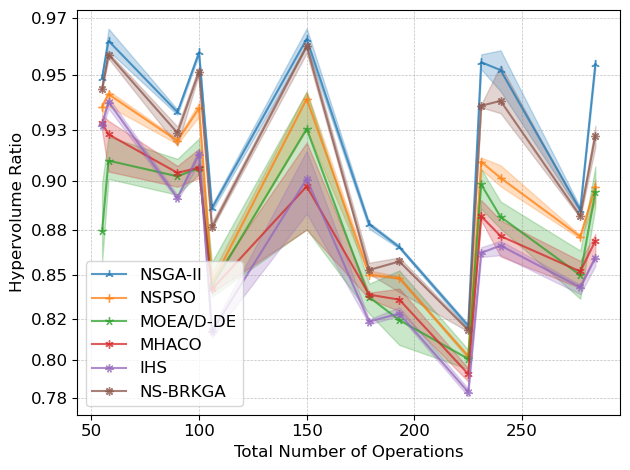 Hypervolume Ratio
0.97
0.95
0.93
0.90
0.88
0.85
0.82
0.80
0.78
NSGA-II
NSPSO
MOEA/D-DE
MHACO
IHS
NS-BRKGA
50
100
150
200
250
Total Number of Operations